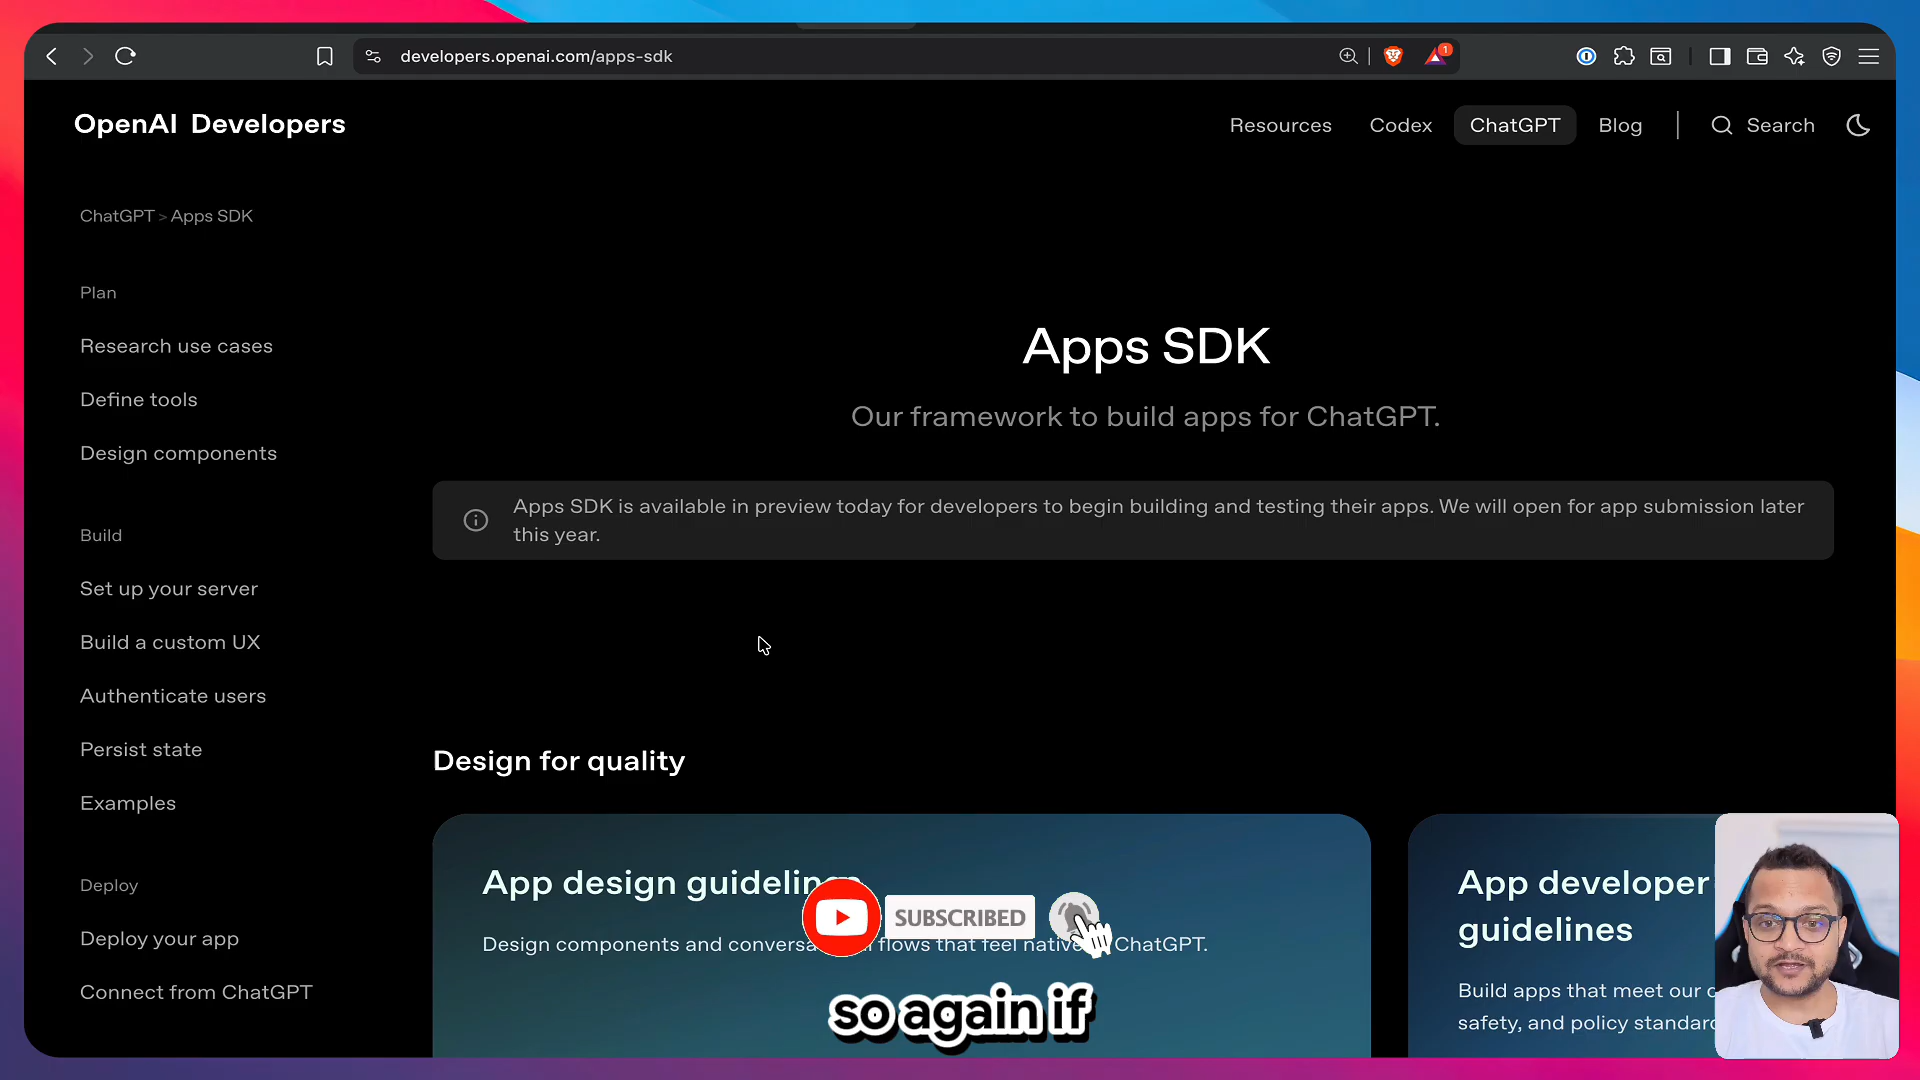 developers.openai.com/apps-sdk
1
OpenAI Developers
Resources
Codex
ChatGPT
Blog
Search
ChatGPT > Apps SDK
Plan
Research use cases
Define tools
Design components
Build
Set up your server
Build a custom UX
Authenticate users
Persist state
Examples
Deploy
Deploy your app
Connect from ChatGPT
Apps SDK
Our framework to build apps for ChatGPT.
Apps SDK is available in preview today for developers to begin building and testing their apps. We will open for app submission later
this year.
Design for quality
App design guidelines
Design components and conversational flows that feel native ChatGPT.
App developer
guidelines
Build apps that meet our
safety, and policy
SUBSCRIBED
so again if